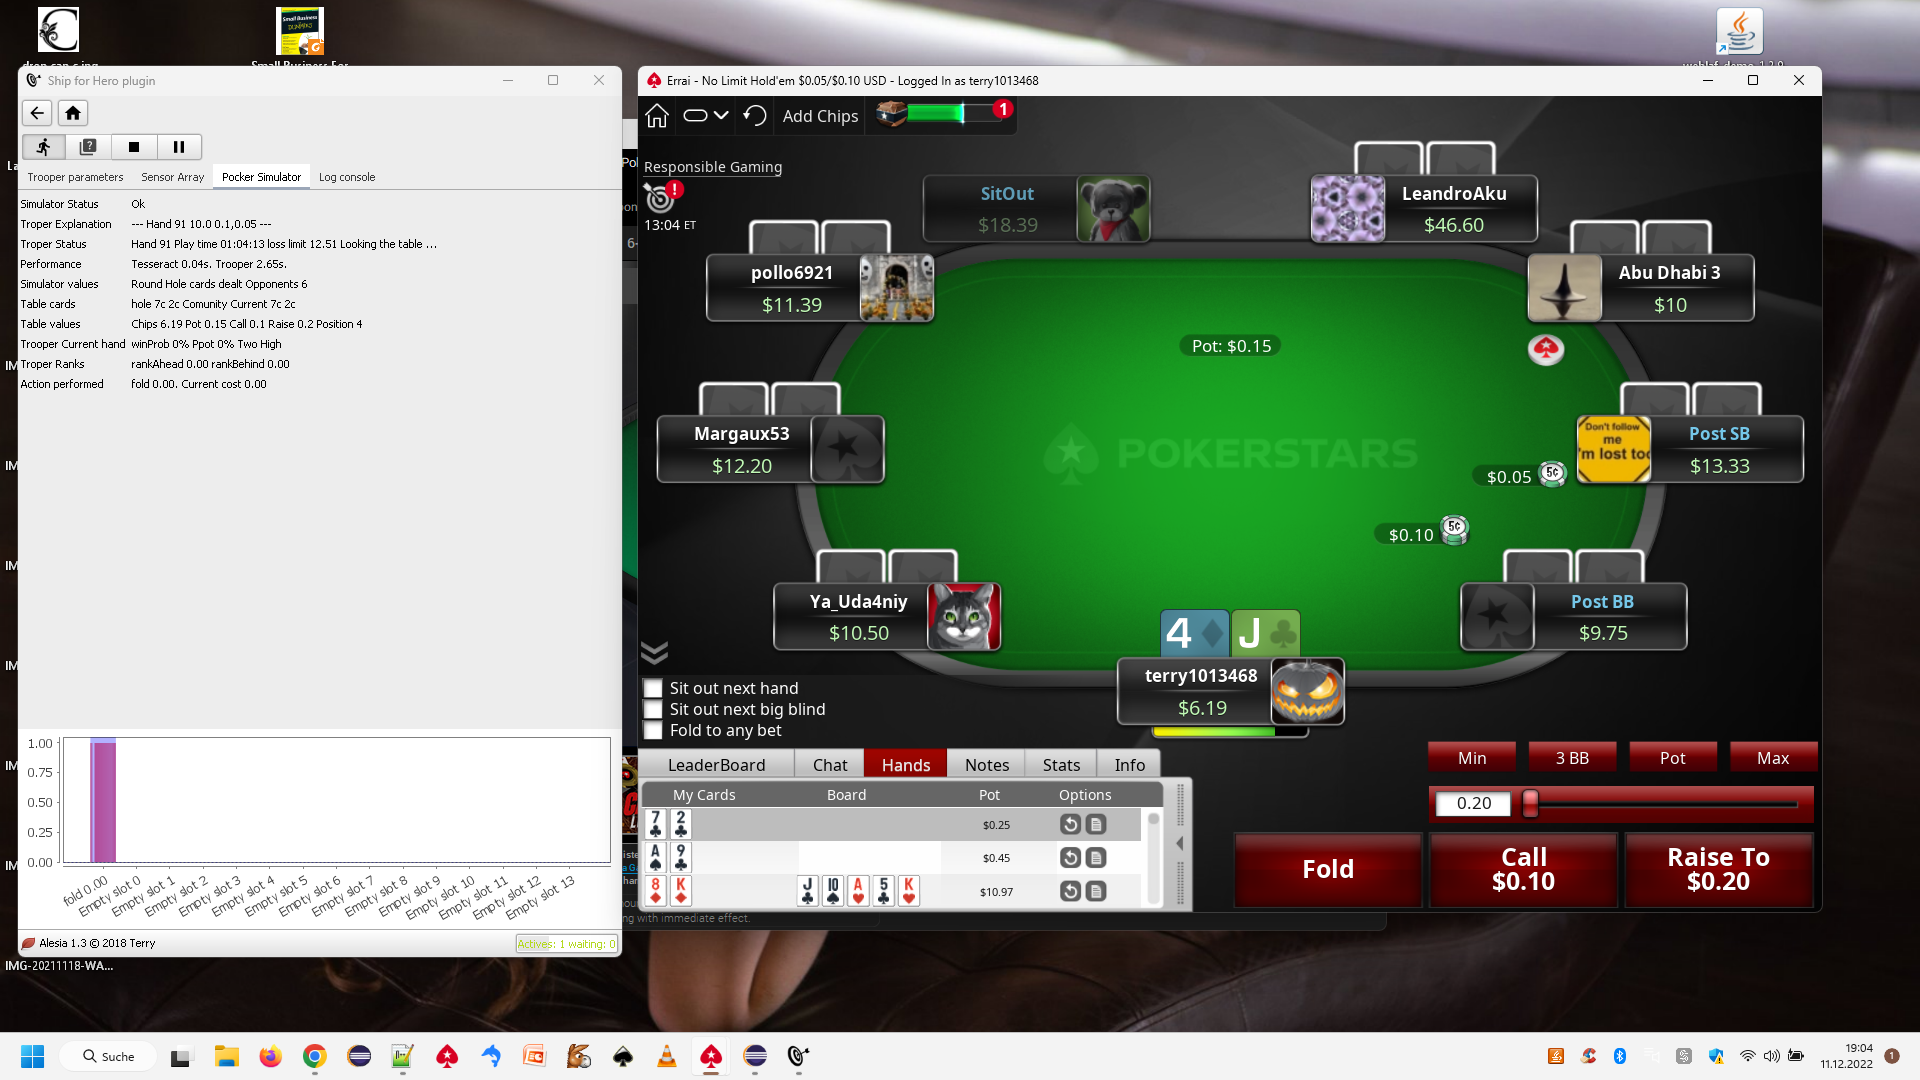 Ship for Hero plugin
Trooper parameters
Sensor Array
Pocker Simulator
Log console
Simulator Status Ok
Troper Explanation --- Hand 91 10.0 0.1,0.05 ---
Troper Status Hand 91 Play time 01:04:13 loss limit 12.51 Looking the table ...
Performance Tesseract 0.04s. Trooper 2.65s.
Simulator values Round Hole cards dealt Opponents 6
Table cards hole 7c 2c Comunity Current 7c 2c
Table values Chips 6.19 Pot 0.15 Call 0.1 Raise 0.2 Position 4
Trooper Current hand winProb 0% Ppot 0% Two High
Troper Ranks rankAhead 0.00 rankBehind 0.00
Action performed fold 0.00. Current cost 0.00
1.00
0.75
0.50
0.25
0.00
fold 0.00
Empty slot 0
Empty slot 1
Empty slot 2
Empty slot 3
Empty slot 4
Empty slot 5
Empty slot 6
Empty slot 7
Empty slot 8
Empty slot 9
Empty slot 10
Empty slot 11
Empty slot 12
Empty slot 13
Alesia 1.3 © 2018 Terry
Actives: 1 waiting: 0
IMG-20211118-WA...
Errai - No Limit Hold'em $0.05/$0.10 USD - Logged In as terry1013468
Add Chips
1
Responsible Gaming
!
13:04 ET
SitOut
$18.39
LeandroAku
$46.60
pollo6921
$11.39
Abu Dhabi 3
$10
Pot: $0.15
Margaux53
$12.20
POKERSTARS
Don't follow
me
I'm lost too
Post SB
$13.33
$0.05
5¢
$0.10
5¢
Ya_Uda4niy
$10.50
Post BB
$9.75
4 J
terry1013468
$6.19
Sit out next hand
Sit out next big blind
Fold to any bet
LeaderBoard
Chat
Hands
Notes
Stats
Info
My Cards Board Pot Options
7 2 $0.25
A 9 $0.45
8 K J 10 A 5 K $10.97
ng with immediate effect.
Min
3 BB
Pot
Max
0.20
Fold
Call
$0.10
Raise To
$0.20
Suche
19:04
11.12.2022
1